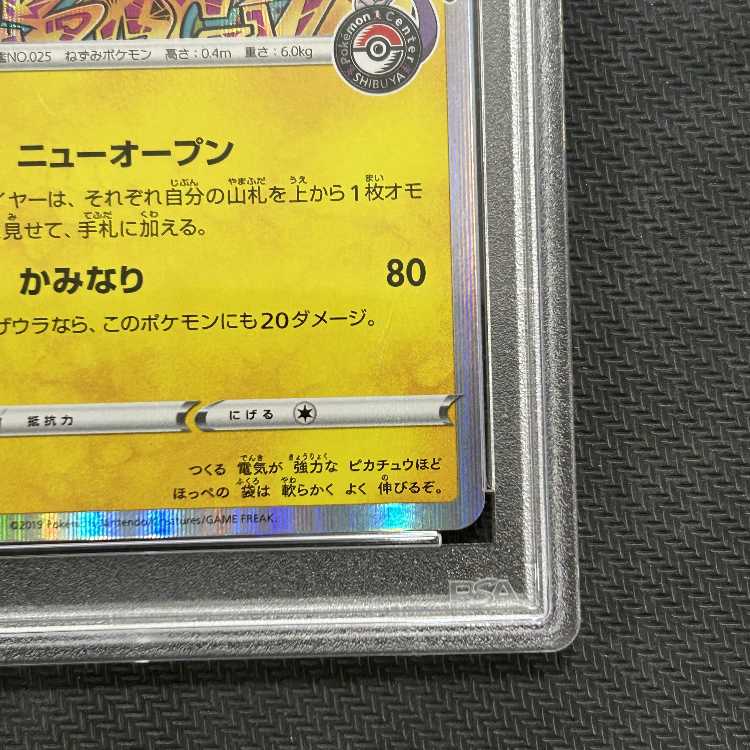 NO.025 ねずみポケモン 高さ:0.4m 重さ:6.0kg
Pokémon Center
SHIBUYA
ニューオープン
イヤーは、それぞれ自分の山札を上から1枚オモ
見せて、手札に加える。
かみなり 80
ザウラなら、このポケモンにも20ダメージ。
抵抗力 にげる
つくる 電気が 強力な ピカチュウほど
ほっぺの 袋は 軟らかく よく 伸びるぞ。
©2019 Pokémon/Nintendo/Creatures/GAME FREAK.
PSA